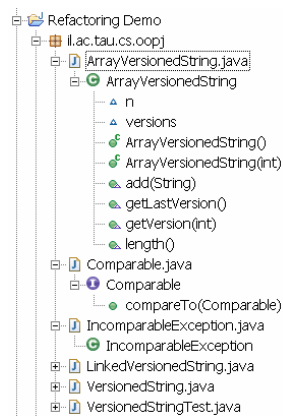 Refactoring Demo
il.ac.tau.cs.oopj
ArrayVersionedString.java
ArrayVersionedString
n
versions
ArrayVersionedString()
ArrayVersionedString(int)
add(String)
getLastVersion()
getVersion(int)
length()
Comparable.java
Comparable
compareTo(Comparable)
IncomparableException.java
IncomparableException
LinkedVersionedString.java
VersionedString.java
VersionedStringTest.java